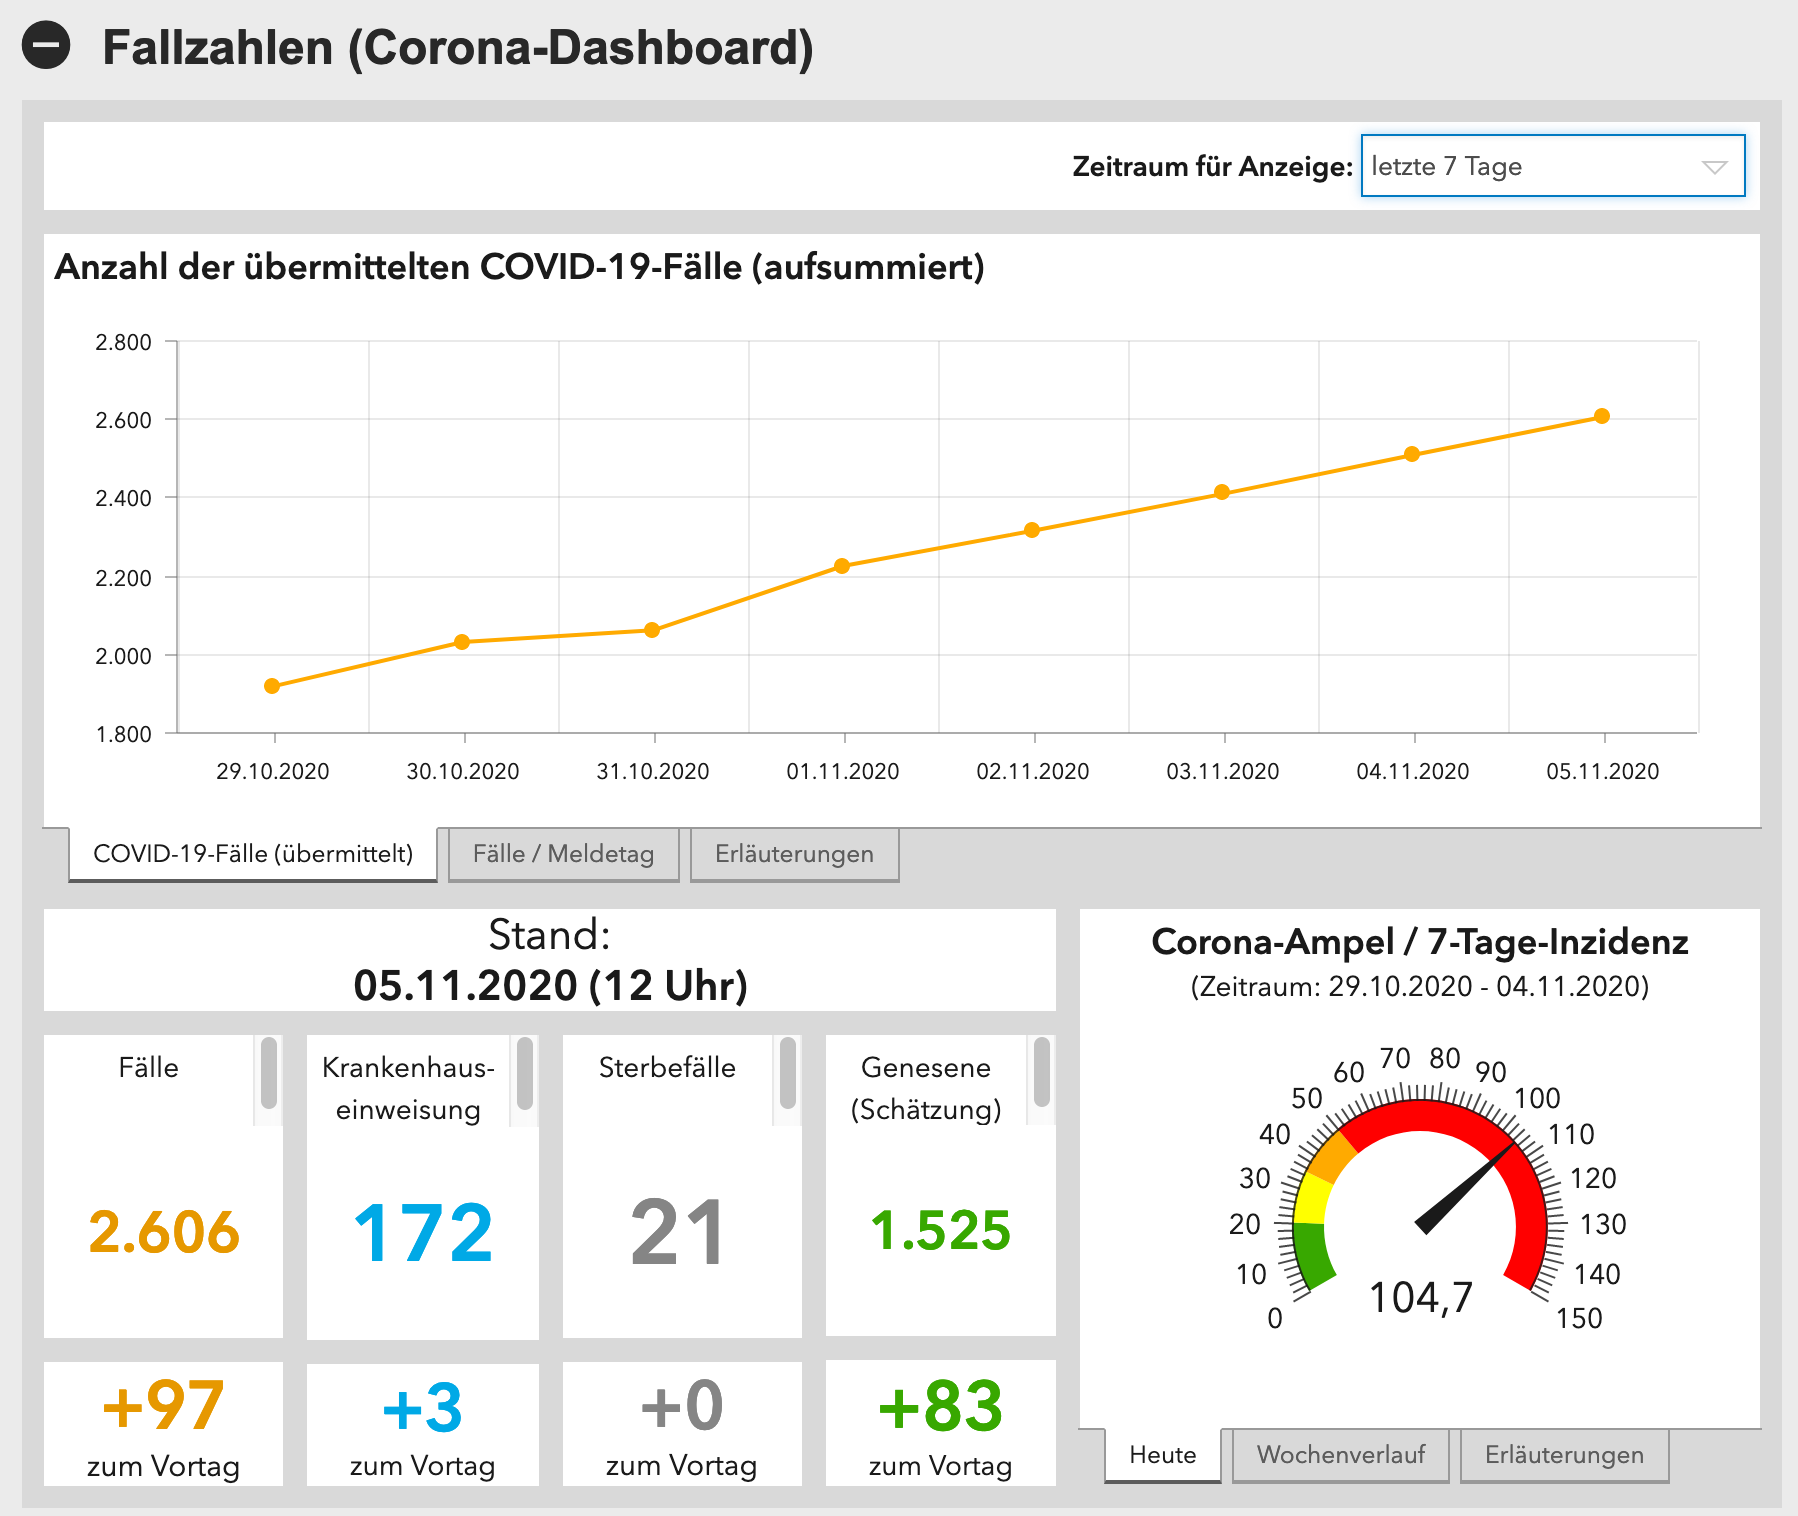 Fallzahlen (Corona-Dashboard)
Zeitraum für Anzeige: letzte 7 Tage
Anzahl der übermittelten COVID-19-Fälle (aufsummiert)
2.800
2.600
2.400
2.200
2.000
1.800
29.10.2020 30.10.2020 31.10.2020 01.11.2020 02.11.2020 03.11.2020 04.11.2020 05.11.2020
COVID-19-Fälle (übermittelt) Fälle / Meldetag Erläuterungen
Stand:
05.11.2020 (12 Uhr)
Fälle
2.606
+97
zum Vortag
Krankenhaus-
einweisung
172
+3
zum Vortag
Sterbefälle
21
+0
zum Vortag
Genesene
(Schätzung)
1.525
+83
zum Vortag
Corona-Ampel / 7-Tage-Inzidenz
(Zeitraum: 29.10.2020 - 04.11.2020)
0
10
20
30
40
50
60
70
80
90
100
110
120
130
140
150
104,7
Heute Wochenverlauf Erläuterungen